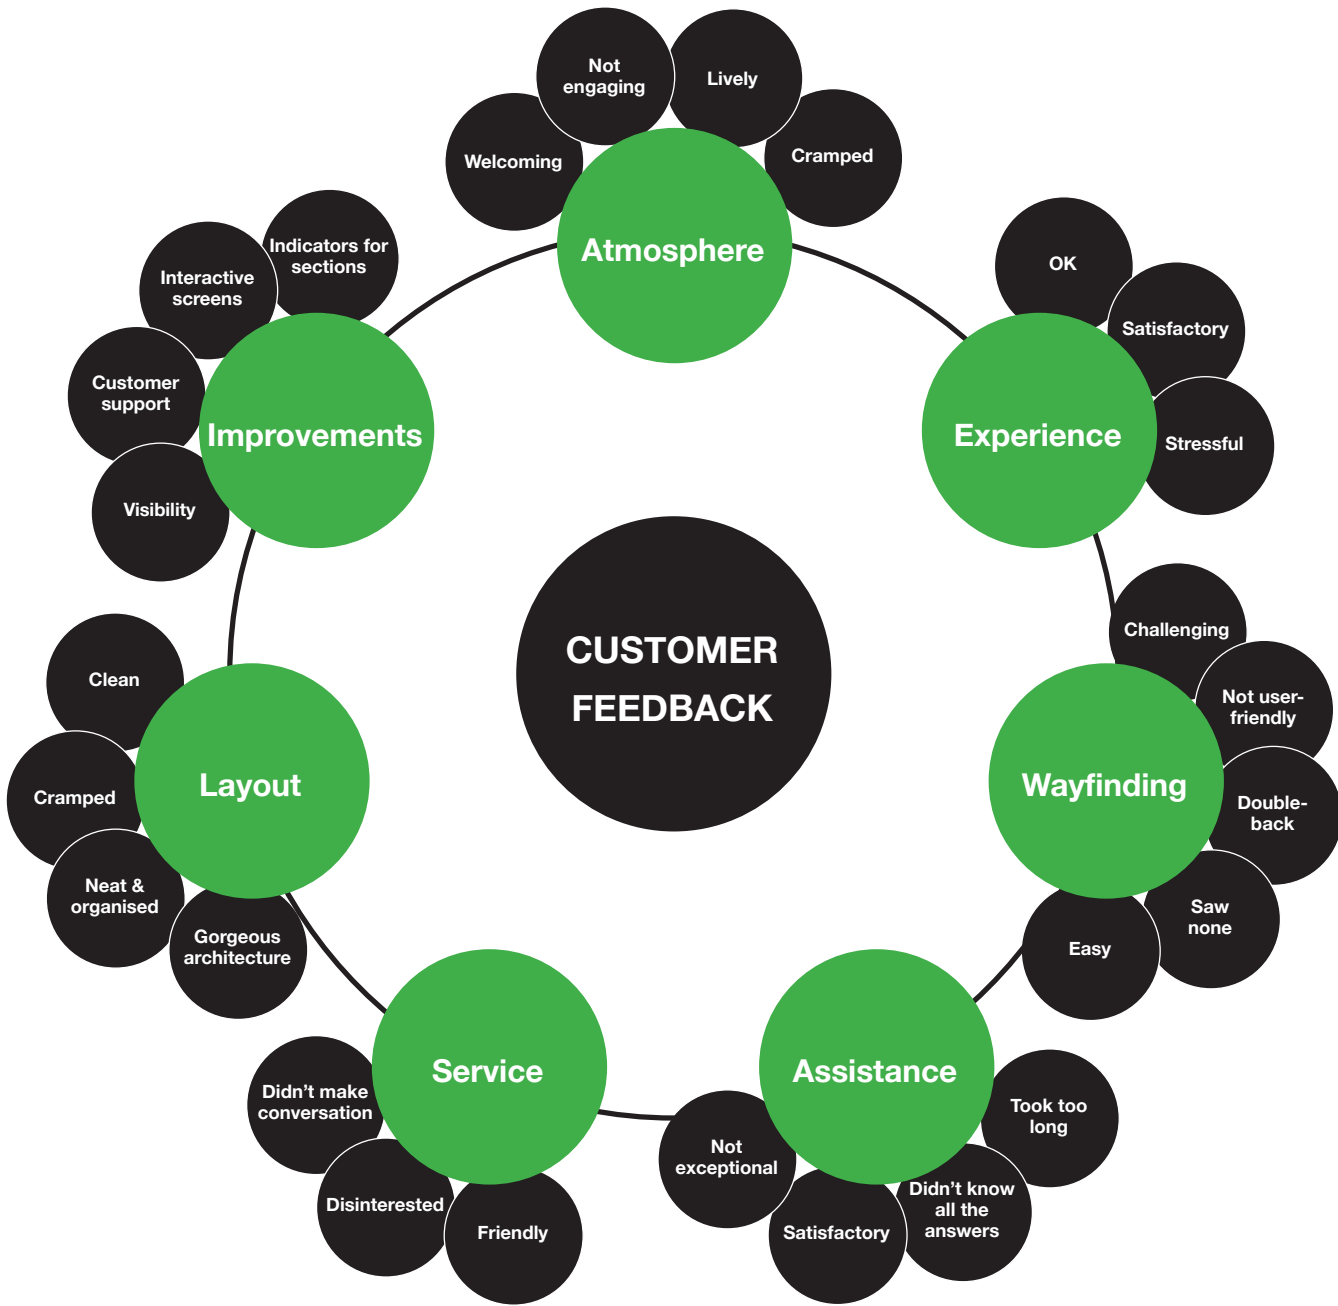 CUSTOMER
FEEDBACK
Atmosphere
Welcoming
Not
engaging
Lively
Cramped
Experience
OK
Satisfactory
Stressful
Wayfinding
Challenging
Not user-
friendly
Double-
back
Saw
none
Easy
Assistance
Took too
long
Didn’t know
all the
answers
Satisfactory
Not
exceptional
Service
Friendly
Disinterested
Didn’t make
conversation
Layout
Gorgeous
architecture
Neat &
organised
Cramped
Clean
Improvements
Visibility
Customer
support
Interactive
screens
Indicators for
sections